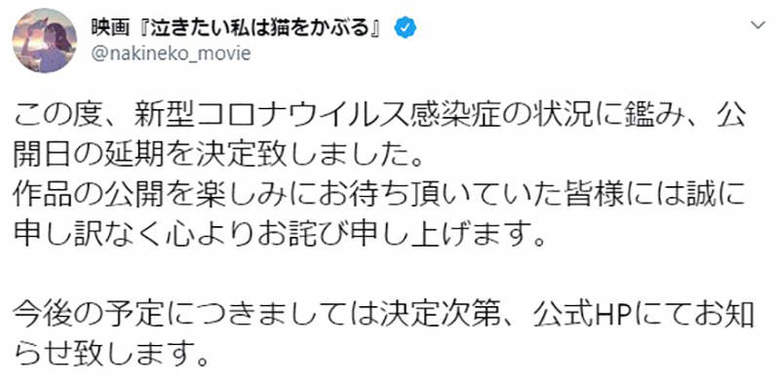 映画『泣きたい私は猫をかぶる』
@nakineko_movie
この度、新型コロナウイルス感染症の状況に鑑み、公
開日の延期を決定致しました。
作品の公開を楽しみにお待ち頂いていた皆様には誠に
申し訳なく心よりお詫び申し上げます。
今後の予定につきましては決定次第、公式HPにてお知
らせ致します。